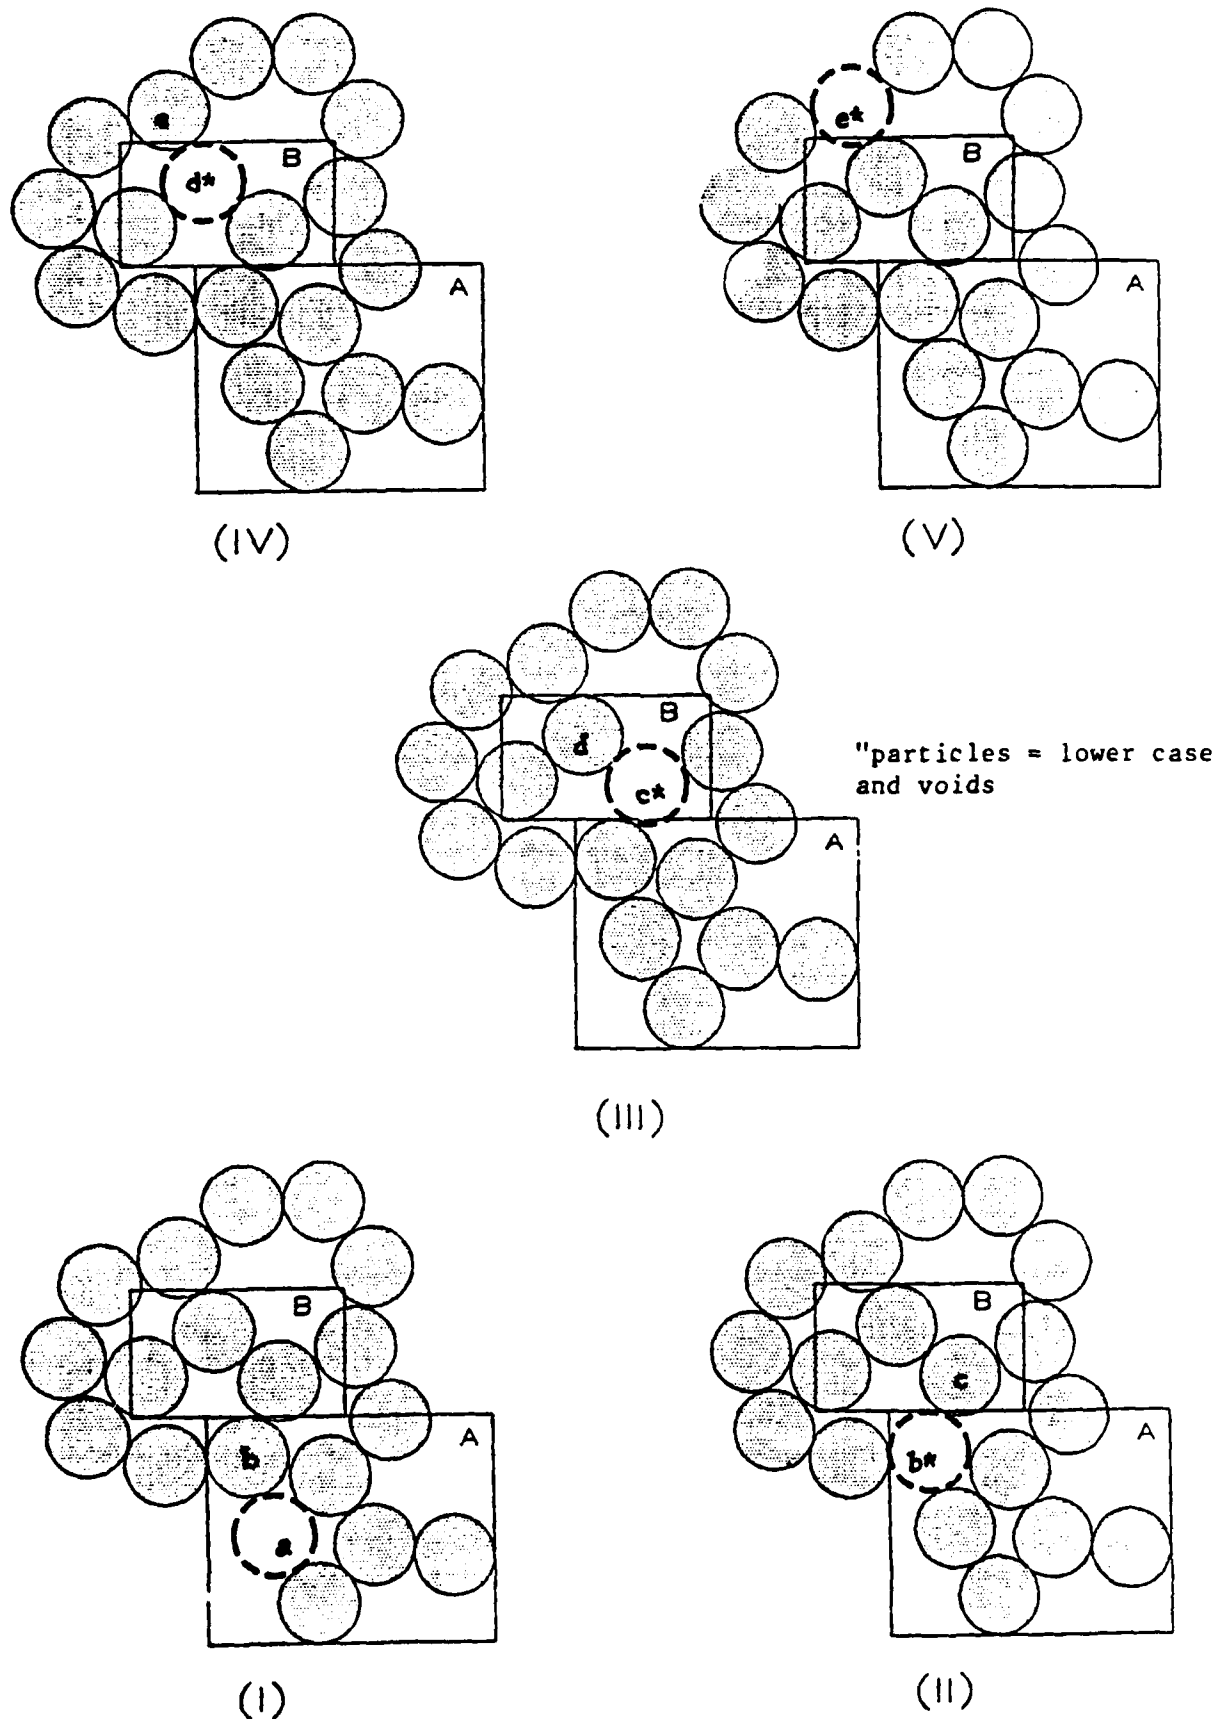 e
d*
B
A
(IV)
e*
B
A
(V)
d
B
c*
A
"particles = lower case
and voids
(III)
B
b
A
a
(I)
B
c
b*
A
(II)